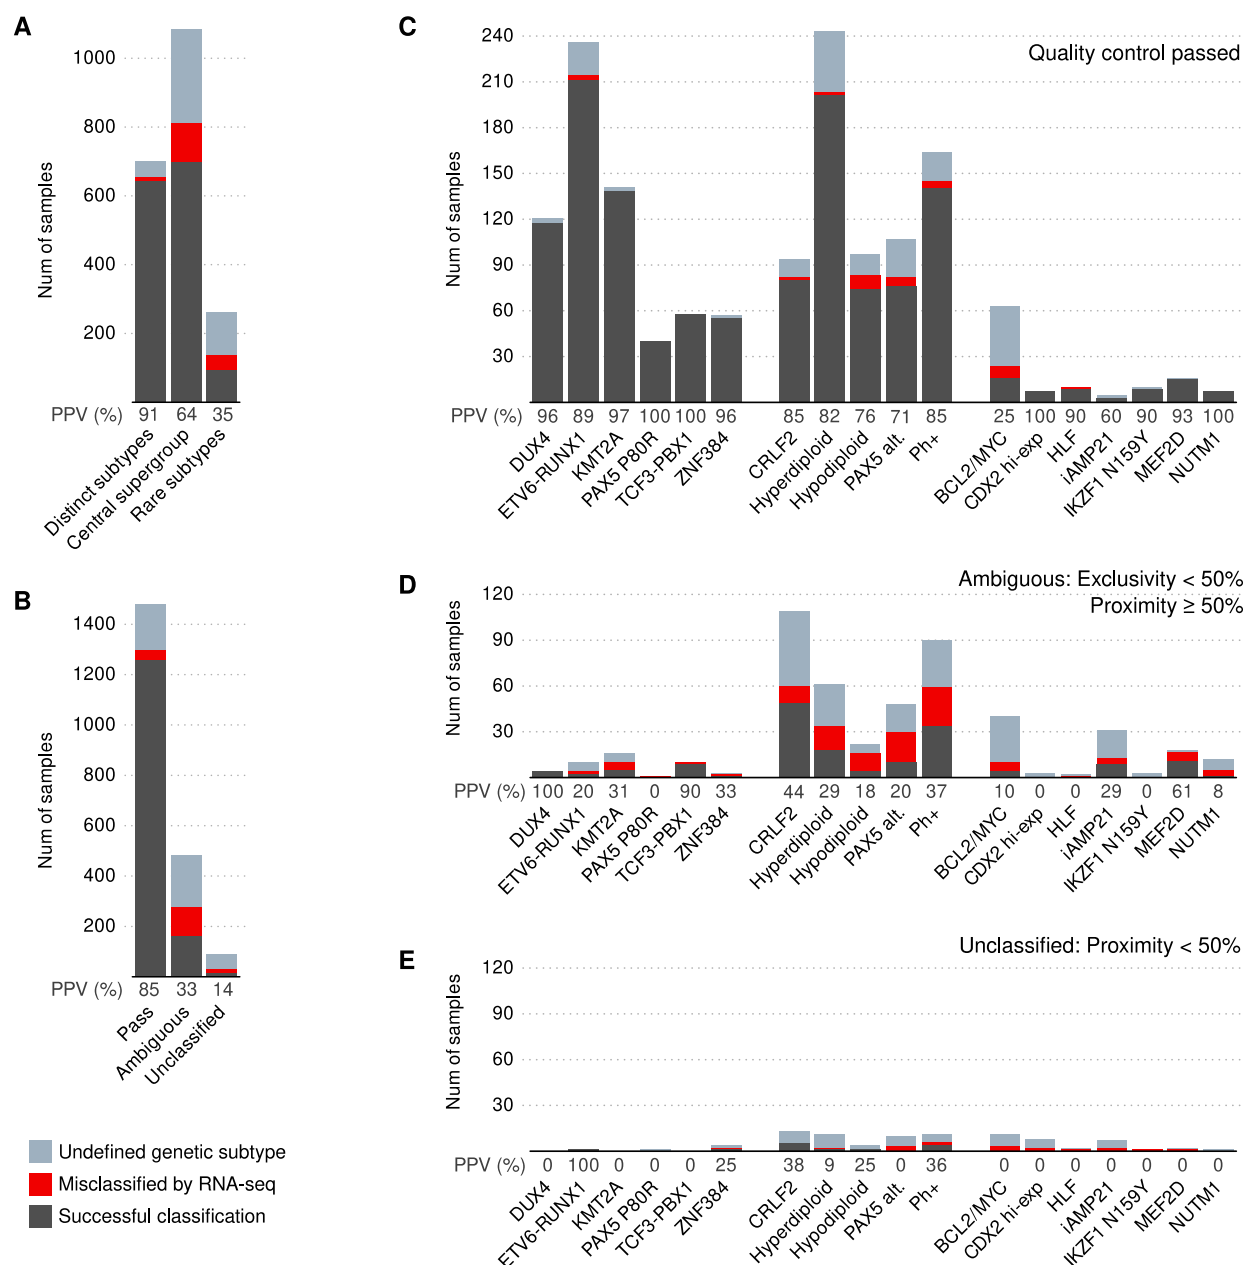 A
1000
800
600
400
200
Num of samples
PPV (%) 91 64 35
Distinct subtypes
Central supergroup
Rare subtypes
B
1400
1200
1000
800
600
400
200
Num of samples
PPV (%) 85 33 14
Pass
Ambiguous
Unclassified
Undefined genetic subtype
Misclassified by RNA-seq
Successful classification
C
Quality control passed
240
210
180
150
120
90
60
30
Num of samples
PPV (%) 96 89 97 100 100 96 85 82 76 71 85 25 100 90 60 90 93 100
DUX4
ETV6-RUNX1
KMT2A
PAX5 P80R
TCF3-PBX1
ZNF384
CRLF2
Hyperdiploid
Hypodiploid
PAX5 alt.
Ph+
BCL2/MYC
CDX2 hi-exp
HLF
iAMP21
IKZF1 N159Y
MEF2D
NUTM1
D
Ambiguous: Exclusivity < 50%
Proximity ≥ 50%
120
90
60
30
Num of samples
PPV (%) 100 20 31 0 90 33 44 29 18 20 37 10 0 0 29 0 61 8
DUX4
ETV6-RUNX1
KMT2A
PAX5 P80R
TCF3-PBX1
ZNF384
CRLF2
Hyperdiploid
Hypodiploid
PAX5 alt.
Ph+
BCL2/MYC
CDX2 hi-exp
HLF
iAMP21
IKZF1 N159Y
MEF2D
NUTM1
E
Unclassified: Proximity < 50%
120
90
60
30
Num of samples
PPV (%) 0 100 0 0 0 25 38 9 25 0 36 0 0 0 0 0 0 0
DUX4
ETV6-RUNX1
KMT2A
PAX5 P80R
TCF3-PBX1
ZNF384
CRLF2
Hyperdiploid
Hypodiploid
PAX5 alt.
Ph+
BCL2/MYC
CDX2 hi-exp
HLF
iAMP21
IKZF1 N159Y
MEF2D
NUTM1